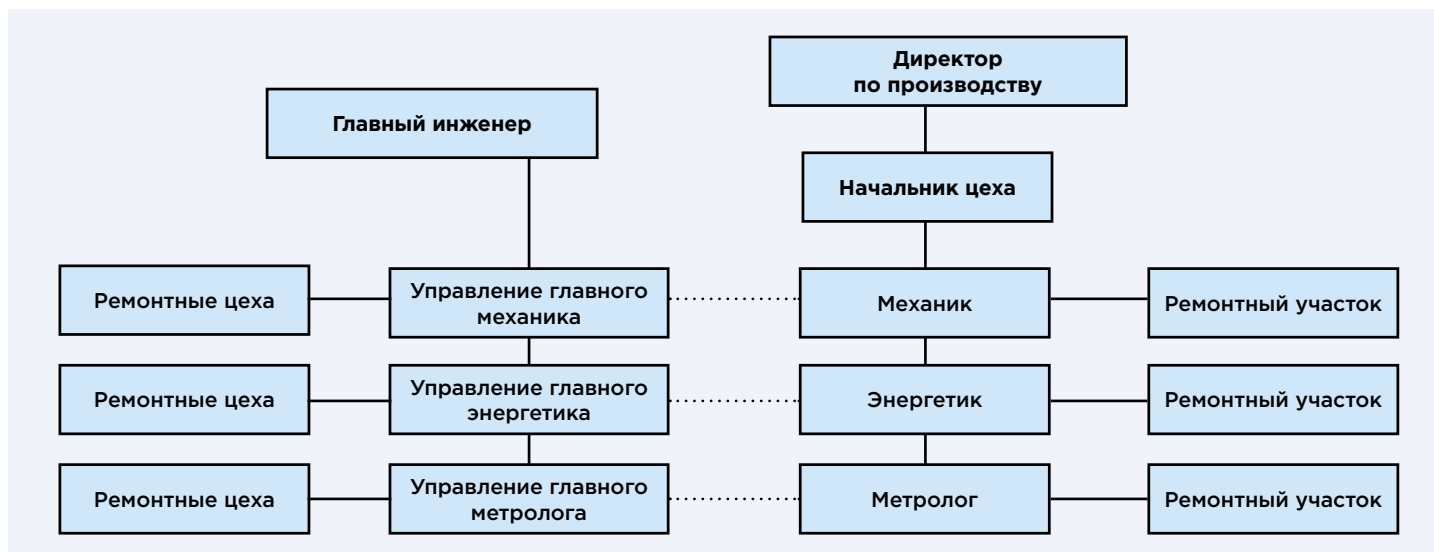 Директор
по производству
Главный инженер
Начальник цеха
Ремонтные цеха
Управление главного
механика
Механик
Ремонтный участок
Ремонтные цеха
Управление главного
энергетика
Энергетик
Ремонтный участок
Ремонтные цеха
Управление главного
метролога
Метролог
Ремонтный участок